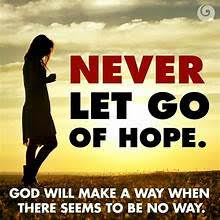 NEVER
LET GO
OF HOPE.
GOD WILL MAKE A WAY WHEN
THERE SEEMS TO BE NO WAY.